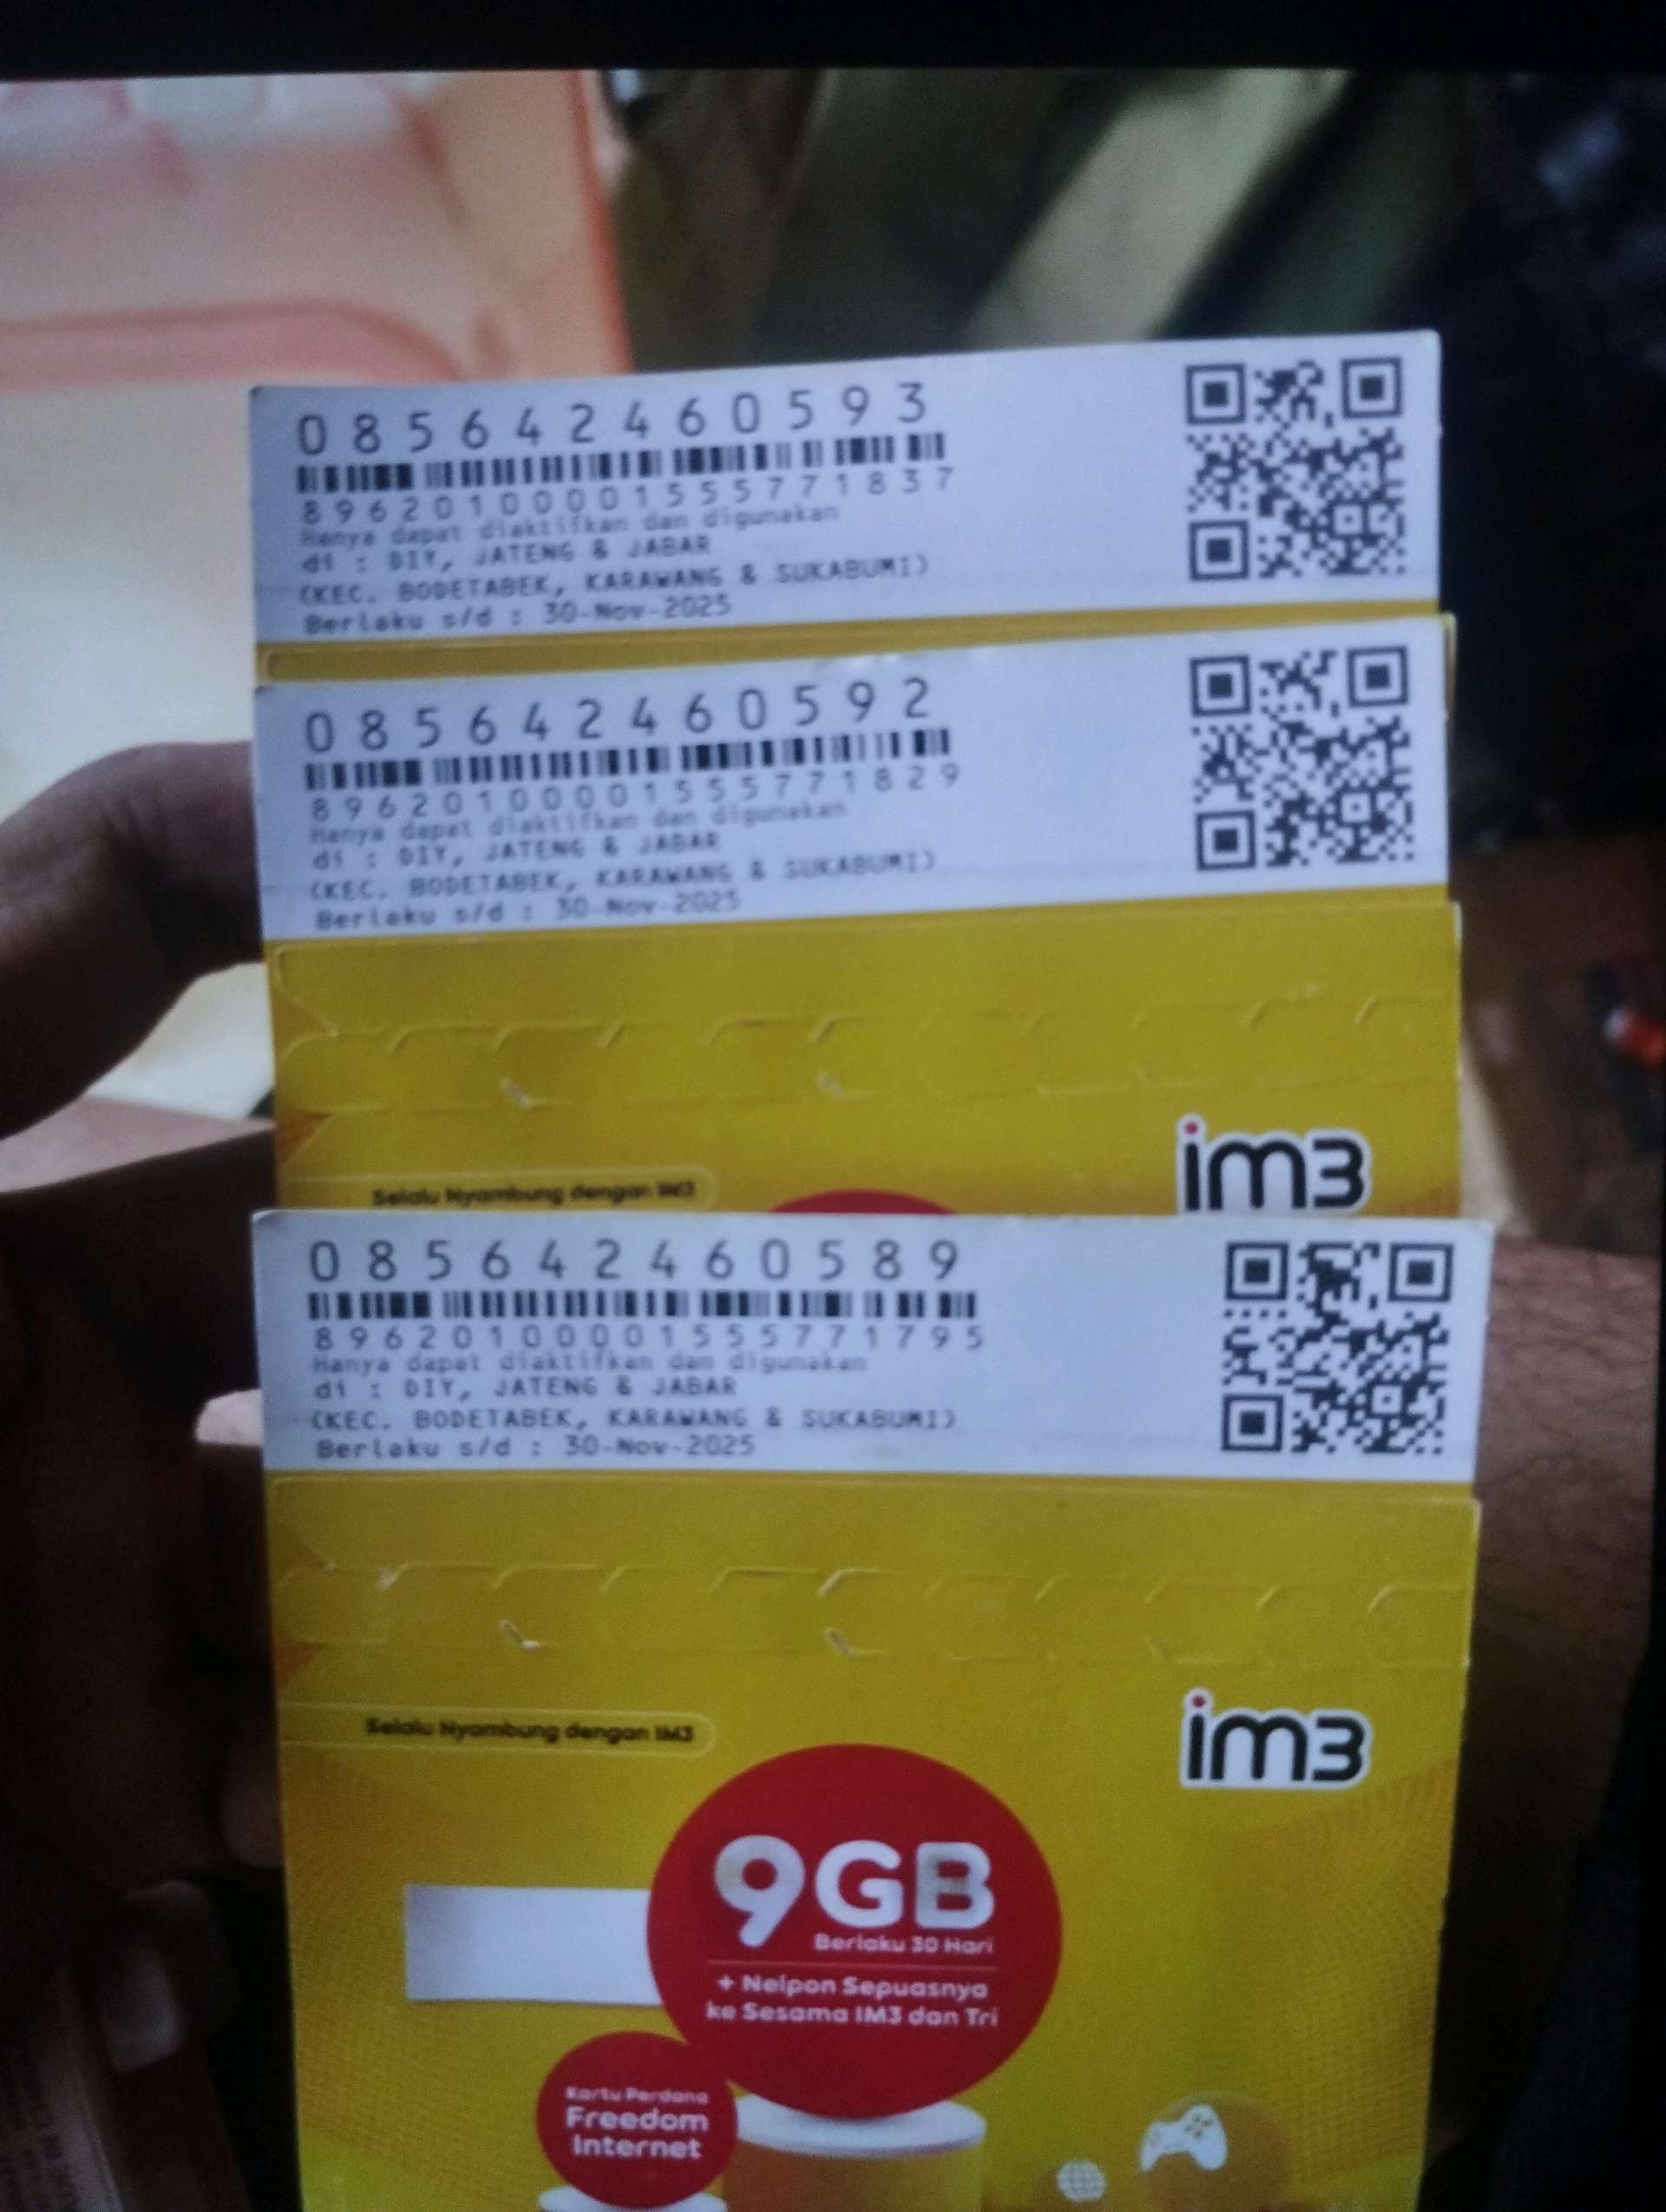 085642460593
89620100001555771837
Hanya dapat diaktifkan dan digunakan
di : DIY, JATENG & JABAR
(KEC. BODETABEK, KARAWANG & SUKABUMI)
Berlaku s/d : 30-Nov-2025
085642460592
89620100001555771829
Hanya dapat diaktifkan dan digunakan
di : DIY, JATENG & JABAR
(KEC. BODETABEK, KARAWANG & SUKABUMI)
Berlaku s/d : 30-Nov-2025
im3
Selalu Nyambung dengan IM3
085642460589
89620100001555771795
Hanya dapat diaktifkan dan digunakan
di : DIY, JATENG & JABAR
(KEC. BODETABEK, KARAWANG & SUKABUMI)
Berlaku s/d : 30-Nov-2025
im3
Selalu Nyambung dengan IM3
9GB
Berlaku 30 Hari
+ Nelpon Sepuasnya
ke Sesama IM3 dan Tri
Kartu Perdana
Freedom
Internet